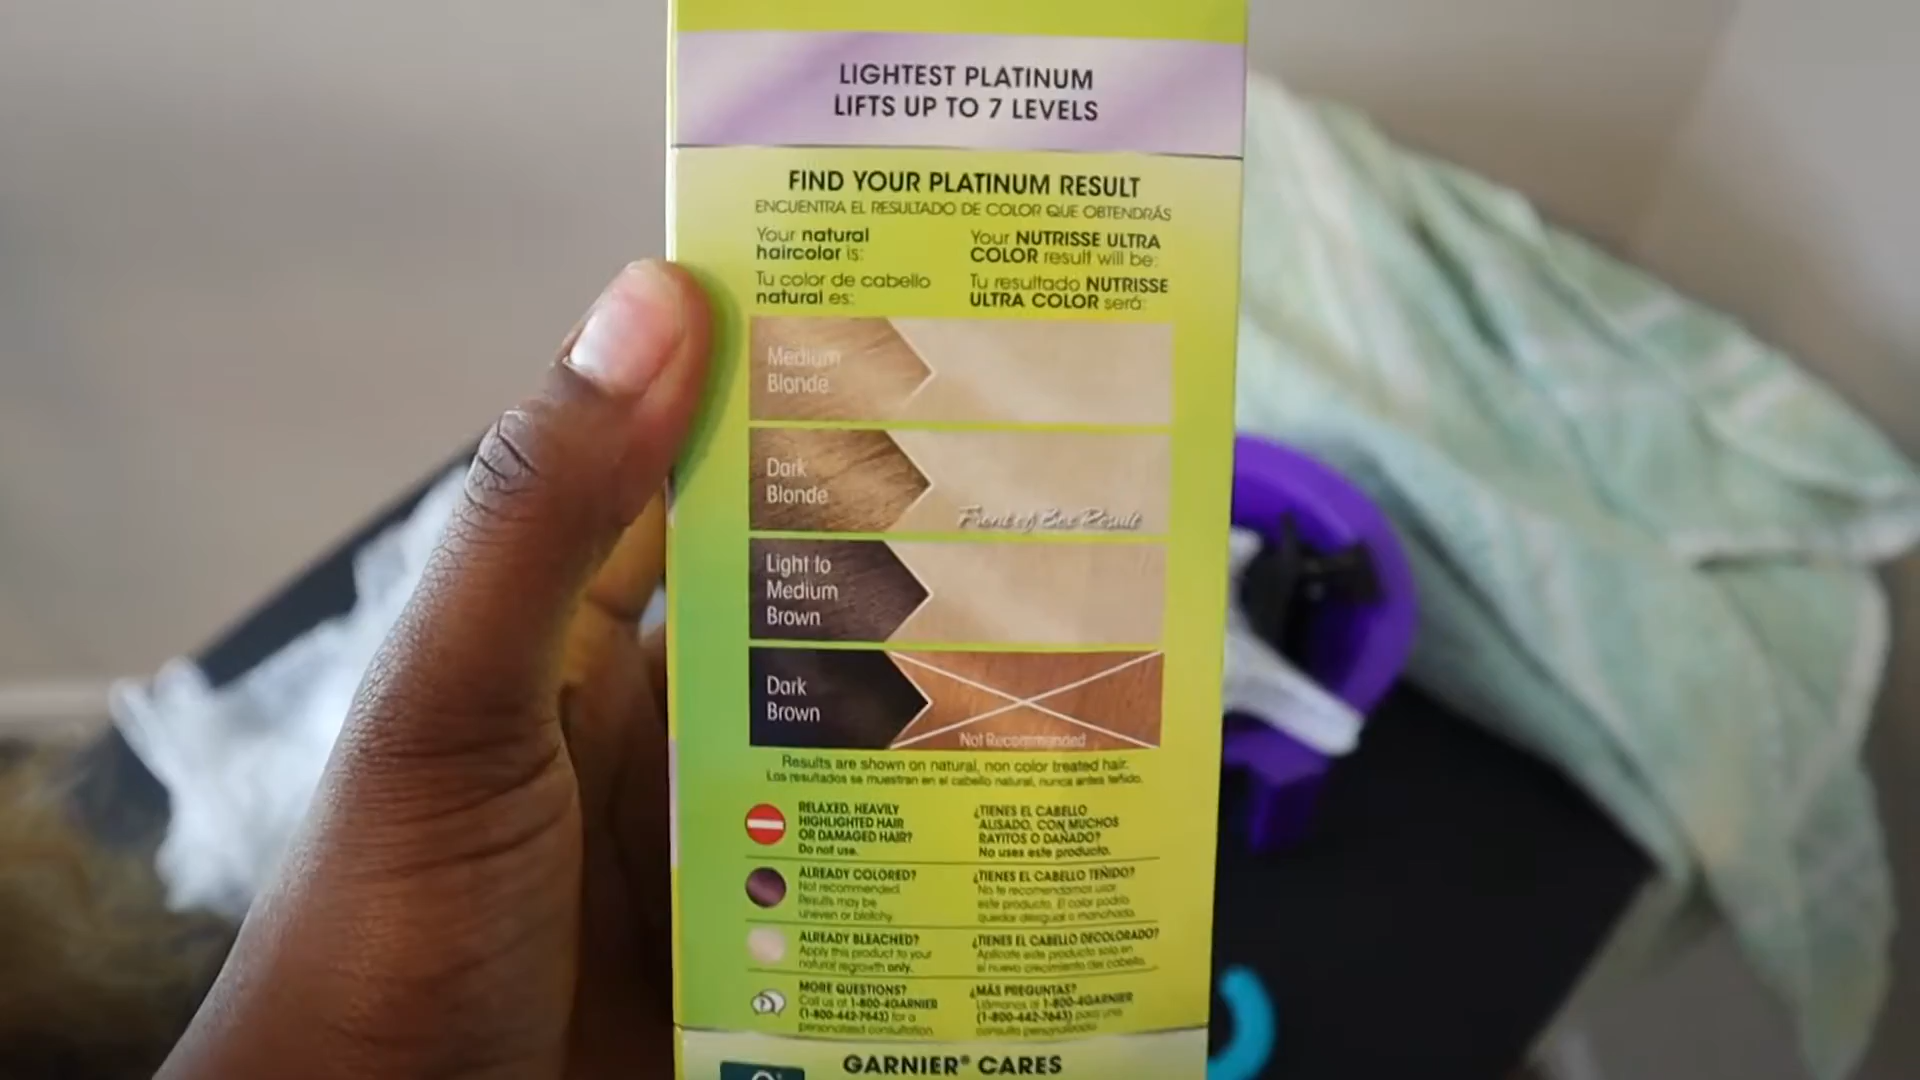 LIGHTEST PLATINUM
LIFTS UP TO 7 LEVELS
FIND YOUR PLATINUM RESULT
ENCUENTRA EL RESULTADO DE COLOR QUE OBTENDRÁS
Your natural
haircolor is:
Tu color de cabello
natural es:
Your NUTRISSE ULTRA
COLOR result will be:
Tu resultado NUTRISSE
ULTRA COLOR será:
Medium
Blonde
Dark
Blonde
Front of Box Result
Light to
Medium
Brown
Dark
Brown
Not Recommended
Results are shown on natural, non color treated hair.
Los resultados se muestran en el cabello natural, nunca antes teñido.
RELAXED, HEAVILY
HIGHLIGHTED HAIR
OR DAMAGED HAIR?
Do not use.
¿TIENES EL CABELLO
ALISADO, CON MUCHOS
RAYITOS O DAÑADO?
No uses este producto.
ALREADY COLORED?
Not recommended.
Results may be
uneven or blotchy
¿TIENES EL CABELLO TEÑIDO?
No te recomendamos usar
este producto. El color podría
quedar desigual o manchado.
ALREADY BLEACHED?
Apply this product to your
natural regrowth only.
¿TIENES EL CABELLO DECOLORADO?
Aplícate este producto solo en
el nuevo crecimiento del cabello.
MORE QUESTIONS?
Call us at 1-800-4GARNIER
(1-800-442-7643) for a
personalized consultation.
¿MÁS PREGUNTAS?
Llámanos al 1-800-4GARNIER
(1-800-442-7643) para una
consulta personalizada.
GARNIER® CARES